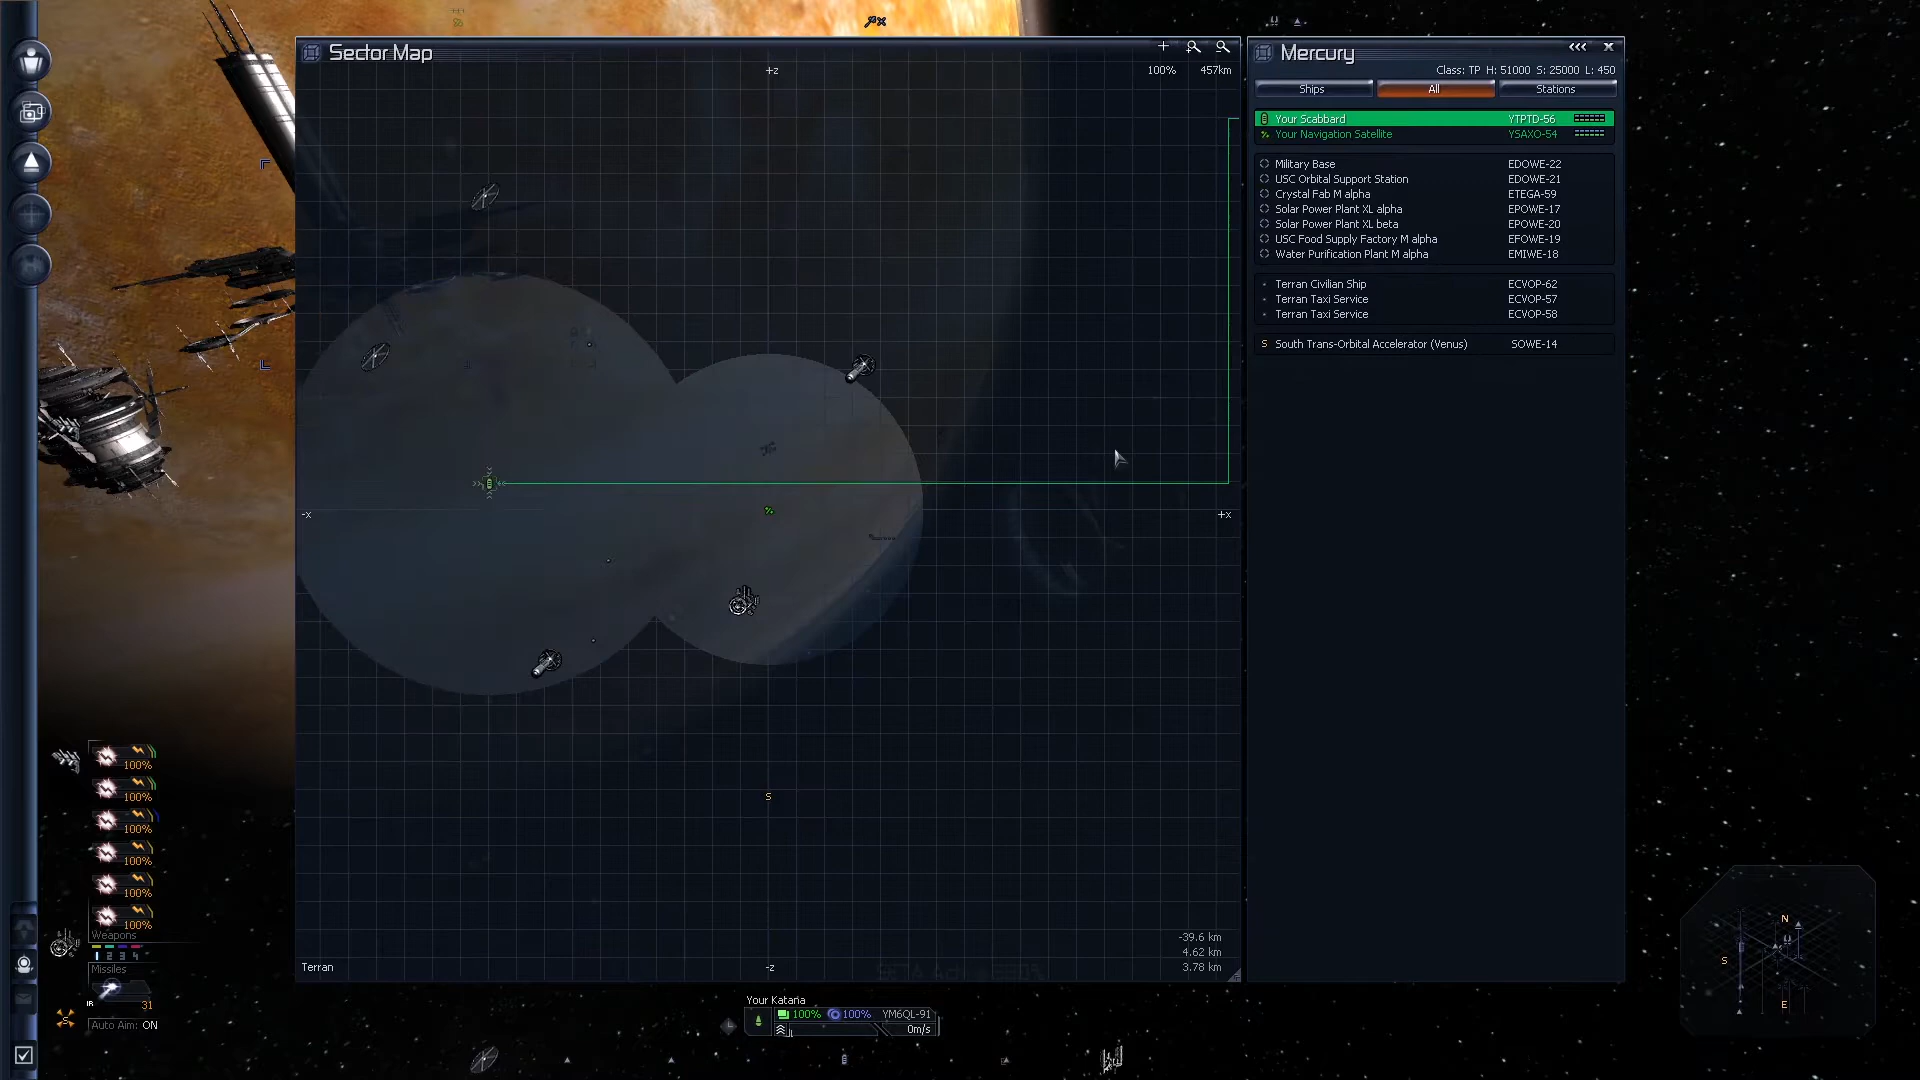 Sector Map
100% 457km
+z
-x
+x
S
-z
-39.6 km
4.62 km
3.78 km
Terran
Mercury
Class: TP H: 51000 S: 25000 L: 450
Ships All Stations
Your Scabbard YTPTD-56
Your Navigation Satellite YSAXO-54
Military Base EDOWE-22
USC Orbital Support Station EDOWE-21
Crystal Fab M alpha ETEGA-59
Solar Power Plant XL alpha EPOWE-17
Solar Power Plant XL beta EPOWE-20
USC Food Supply Factory M alpha EFOWE-19
Water Purification Plant M alpha EMIWE-18
Terran Civilian Ship ECVOP-62
Terran Taxi Service ECVOP-57
Terran Taxi Service ECVOP-58
S South Trans-Orbital Accelerator (Venus) SOWE-14
100%
100%
100%
100%
100%
100%
Weapons
1 2 3 4
Missiles
IR 31
S
Auto Aim: ON
Your Katana
100% 100% YM6QL-91
0m/s
N
S
E